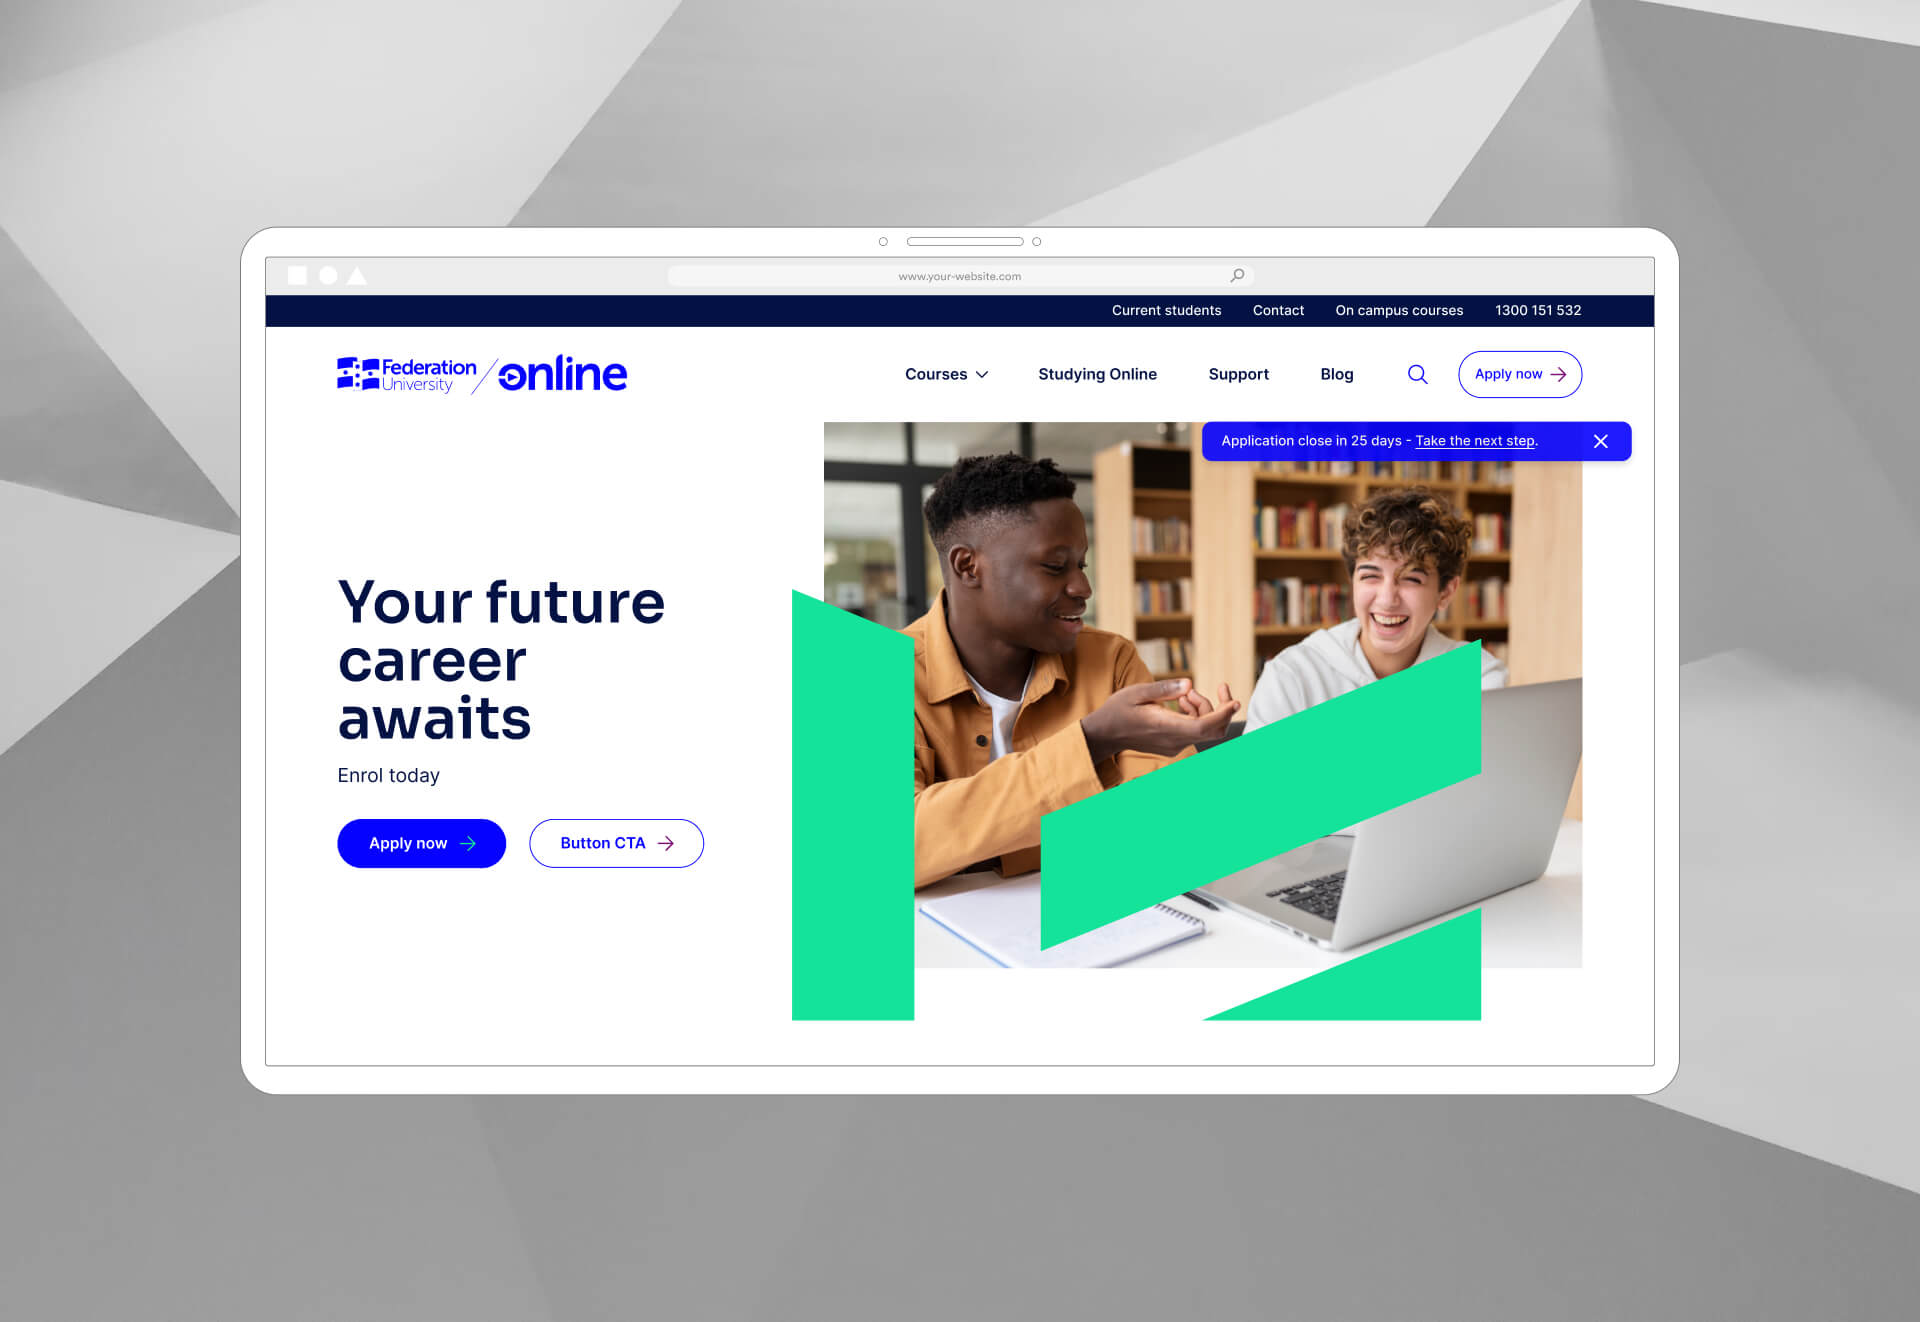 www.your-website.com
Current students Contact On campus courses 1300 151 532
Federation University / online
Courses Studying Online Support Blog Apply now
Application close in 25 days - Take the next step.
Your future
career
awaits
Enrol today
Apply now Button CTA